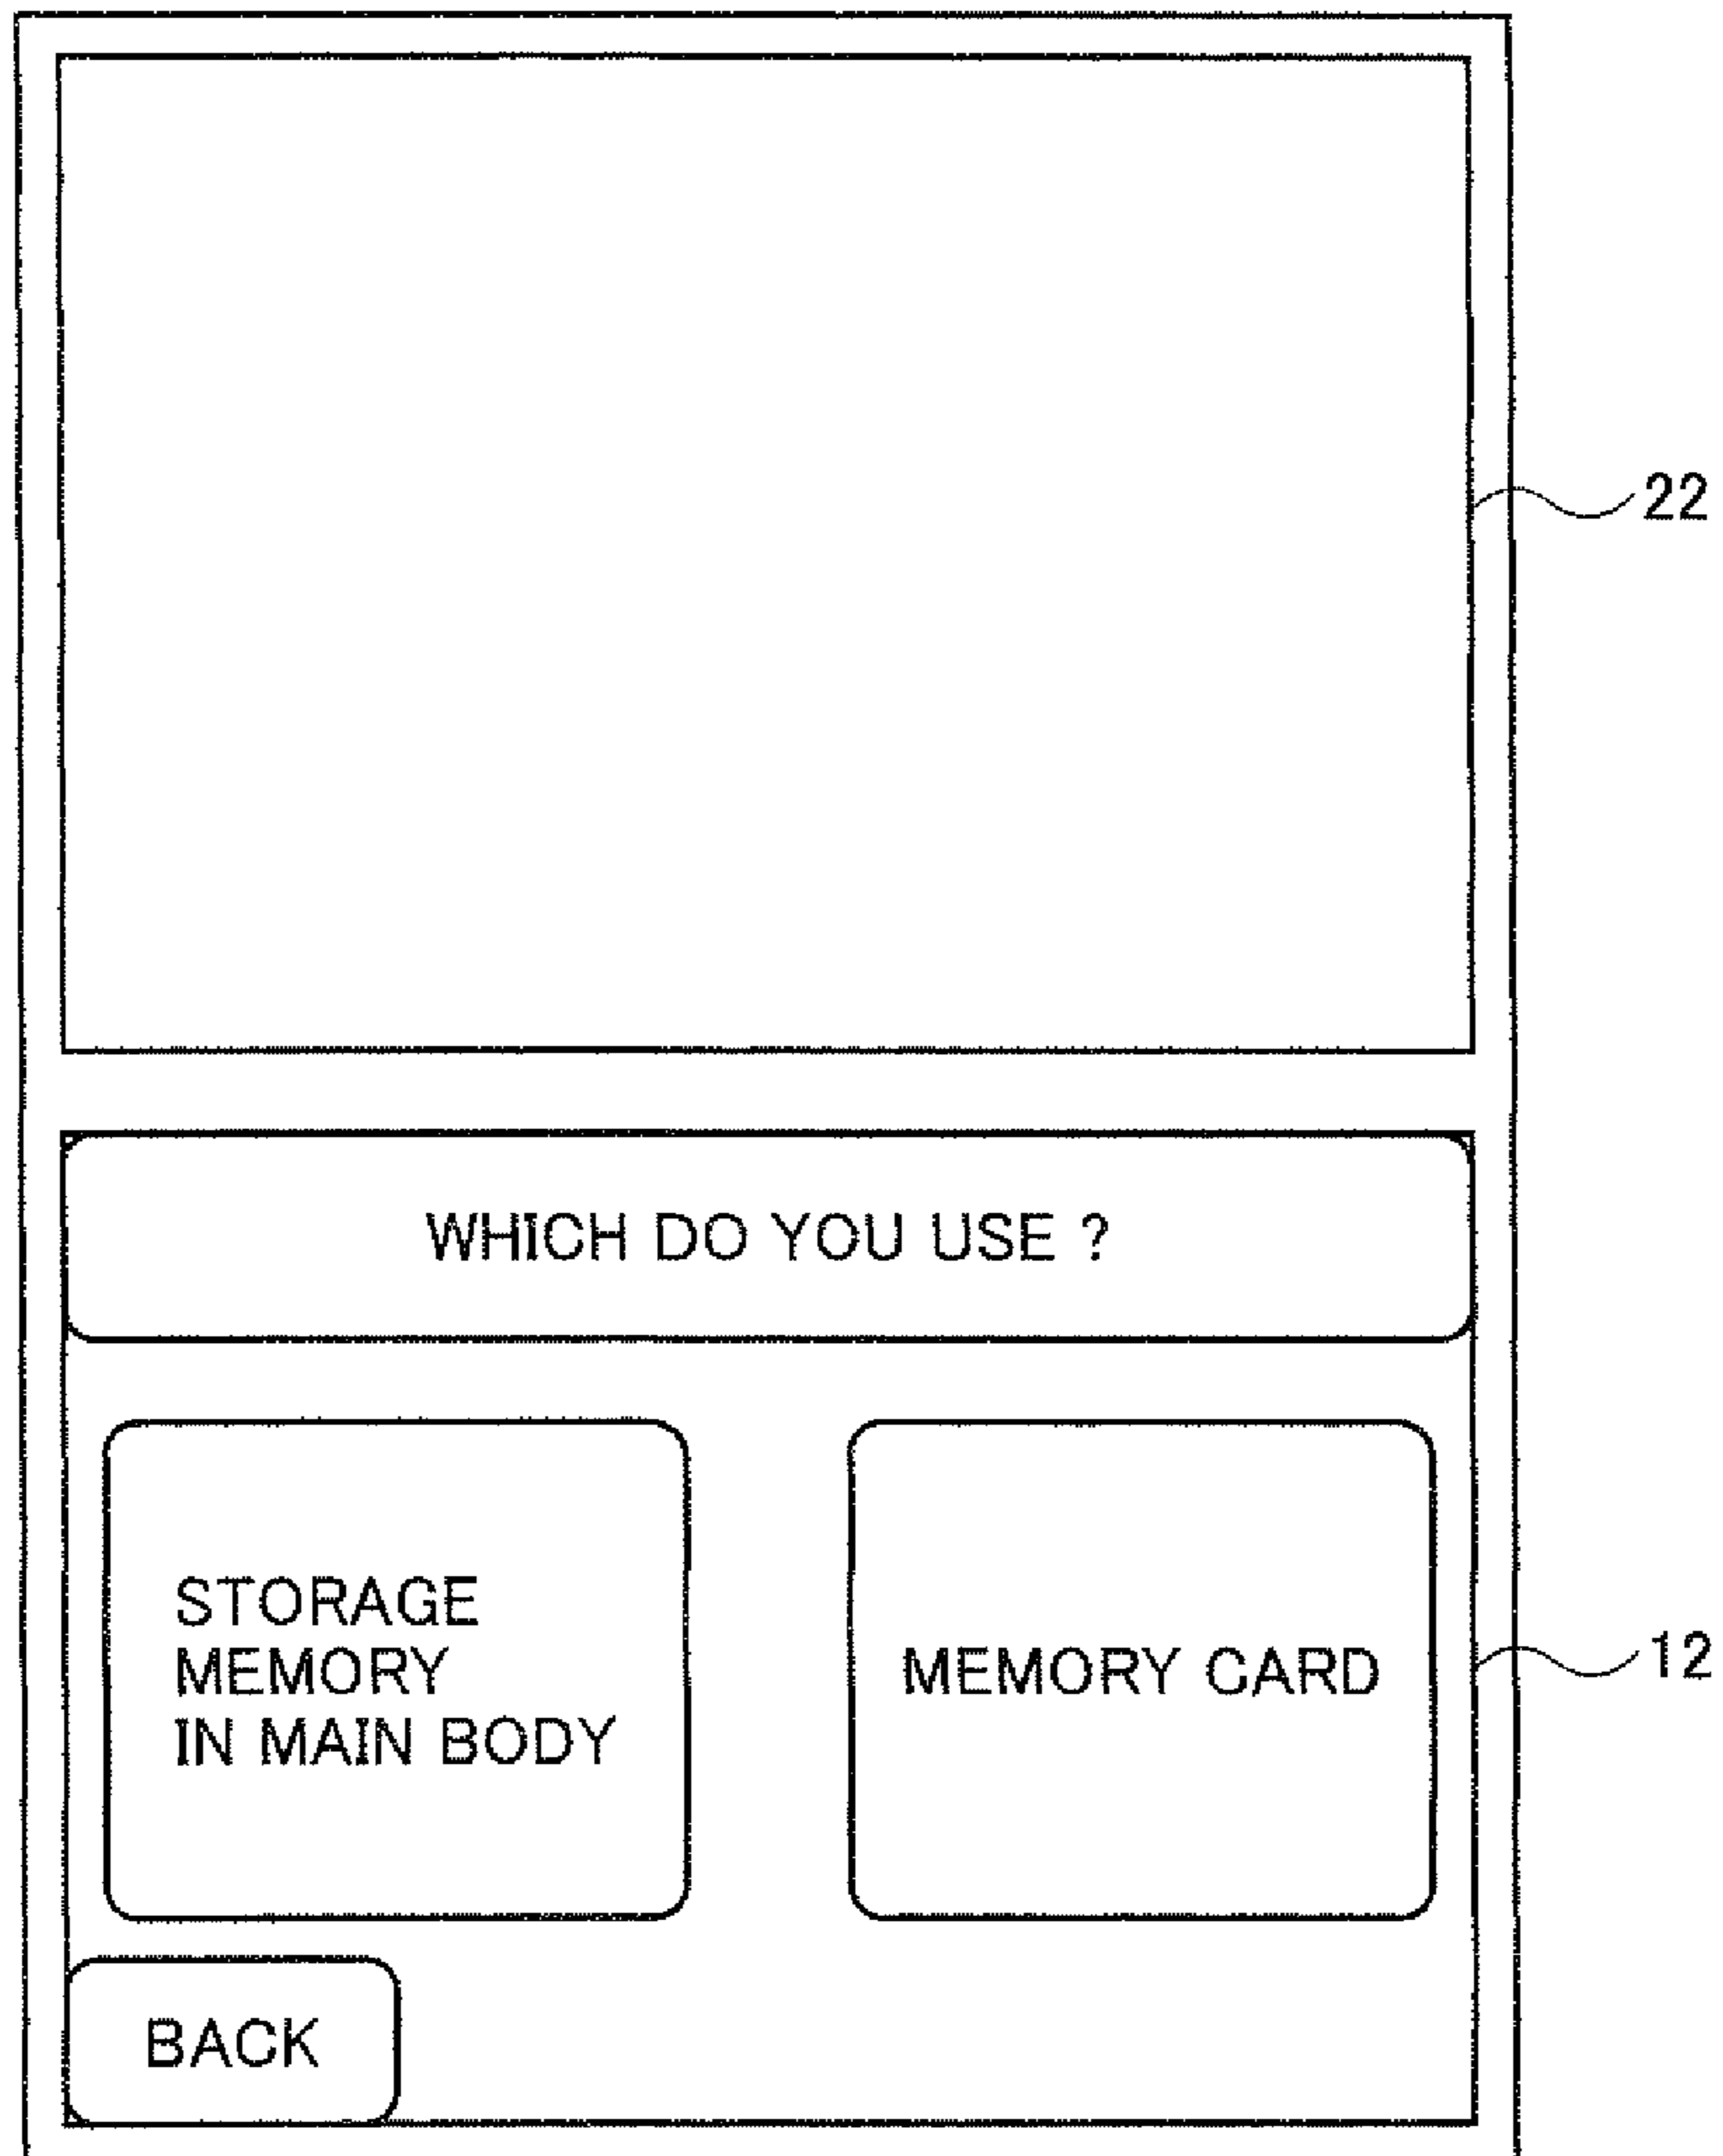 22
WHICH DO YOU USE ?
STORAGE
MEMORY
IN MAIN BODY
MEMORY CARD
12
BACK